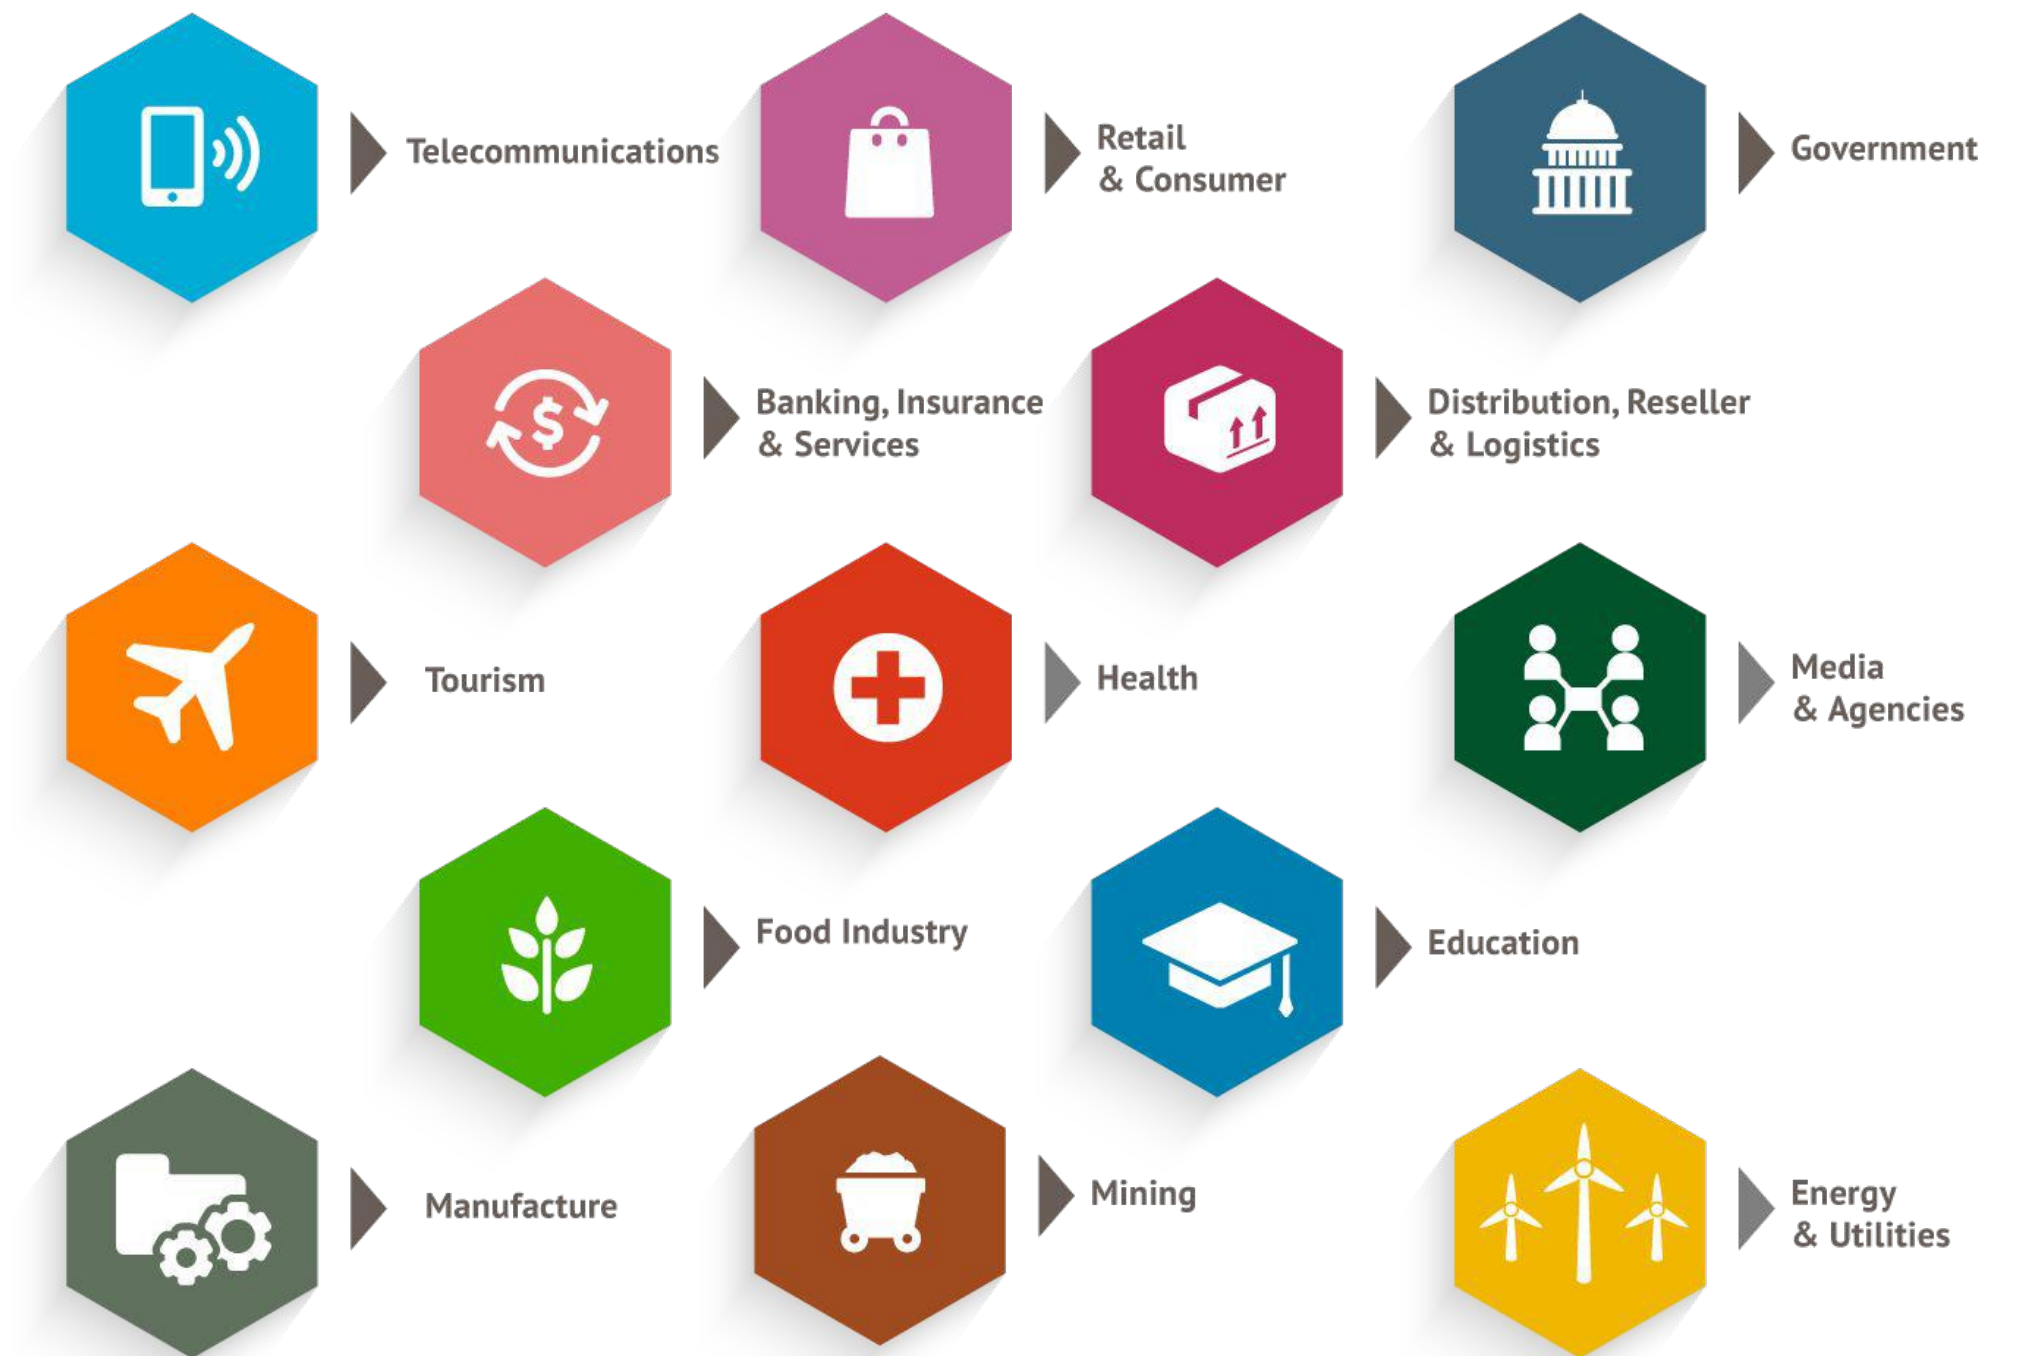 Telecommunications
Retail
& Consumer
Government
Banking, Insurance
& Services
Distribution, Reseller
& Logistics
Tourism
Health
Media
& Agencies
Food Industry
Education
Manufacture
Mining
Energy
& Utilities
$